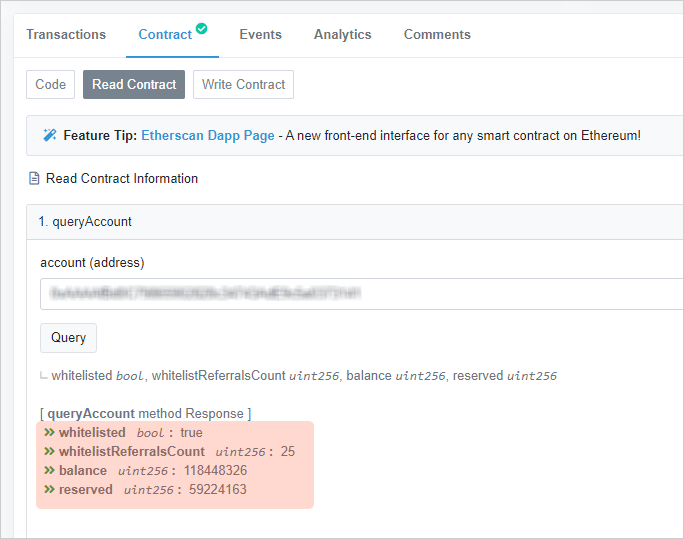 Transactions Contract Events Analytics Comments
Code Read Contract Write Contract
Feature Tip: Etherscan Dapp Page - A new front-end interface for any smart contract on Ethereum!
Read Contract Information
1. queryAccount
account (address)
Query
whitelisted bool, whitelistReferralsCount uint256, balance uint256, reserved uint256
[ queryAccount method Response ]
whitelisted bool : true
whitelistReferralsCount uint256 : 25
balance uint256 : 118448326
reserved uint256 : 59224163